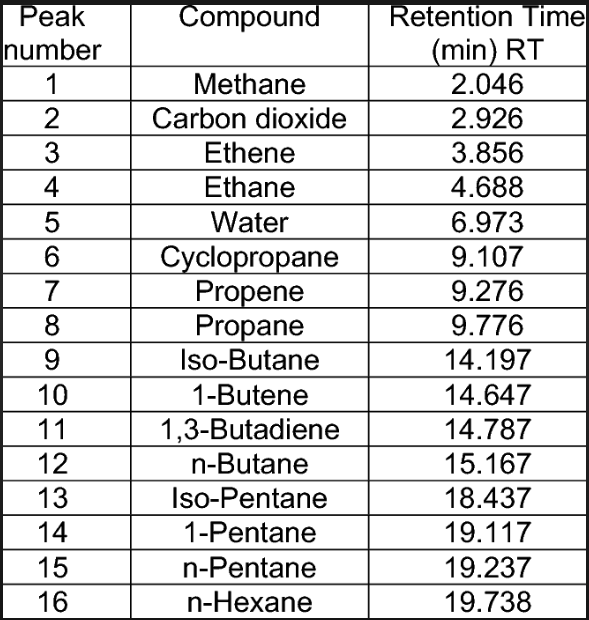 Peak number Compound Retention Time (min) RT
1 Methane 2.046
2 Carbon dioxide 2.926
3 Ethene 3.856
4 Ethane 4.688
5 Water 6.973
6 Cyclopropane 9.107
7 Propene 9.276
8 Propane 9.776
9 Iso-Butane 14.197
10 1-Butene 14.647
11 1,3-Butadiene 14.787
12 n-Butane 15.167
13 Iso-Pentane 18.437
14 1-Pentane 19.117
15 n-Pentane 19.237
16 n-Hexane 19.738